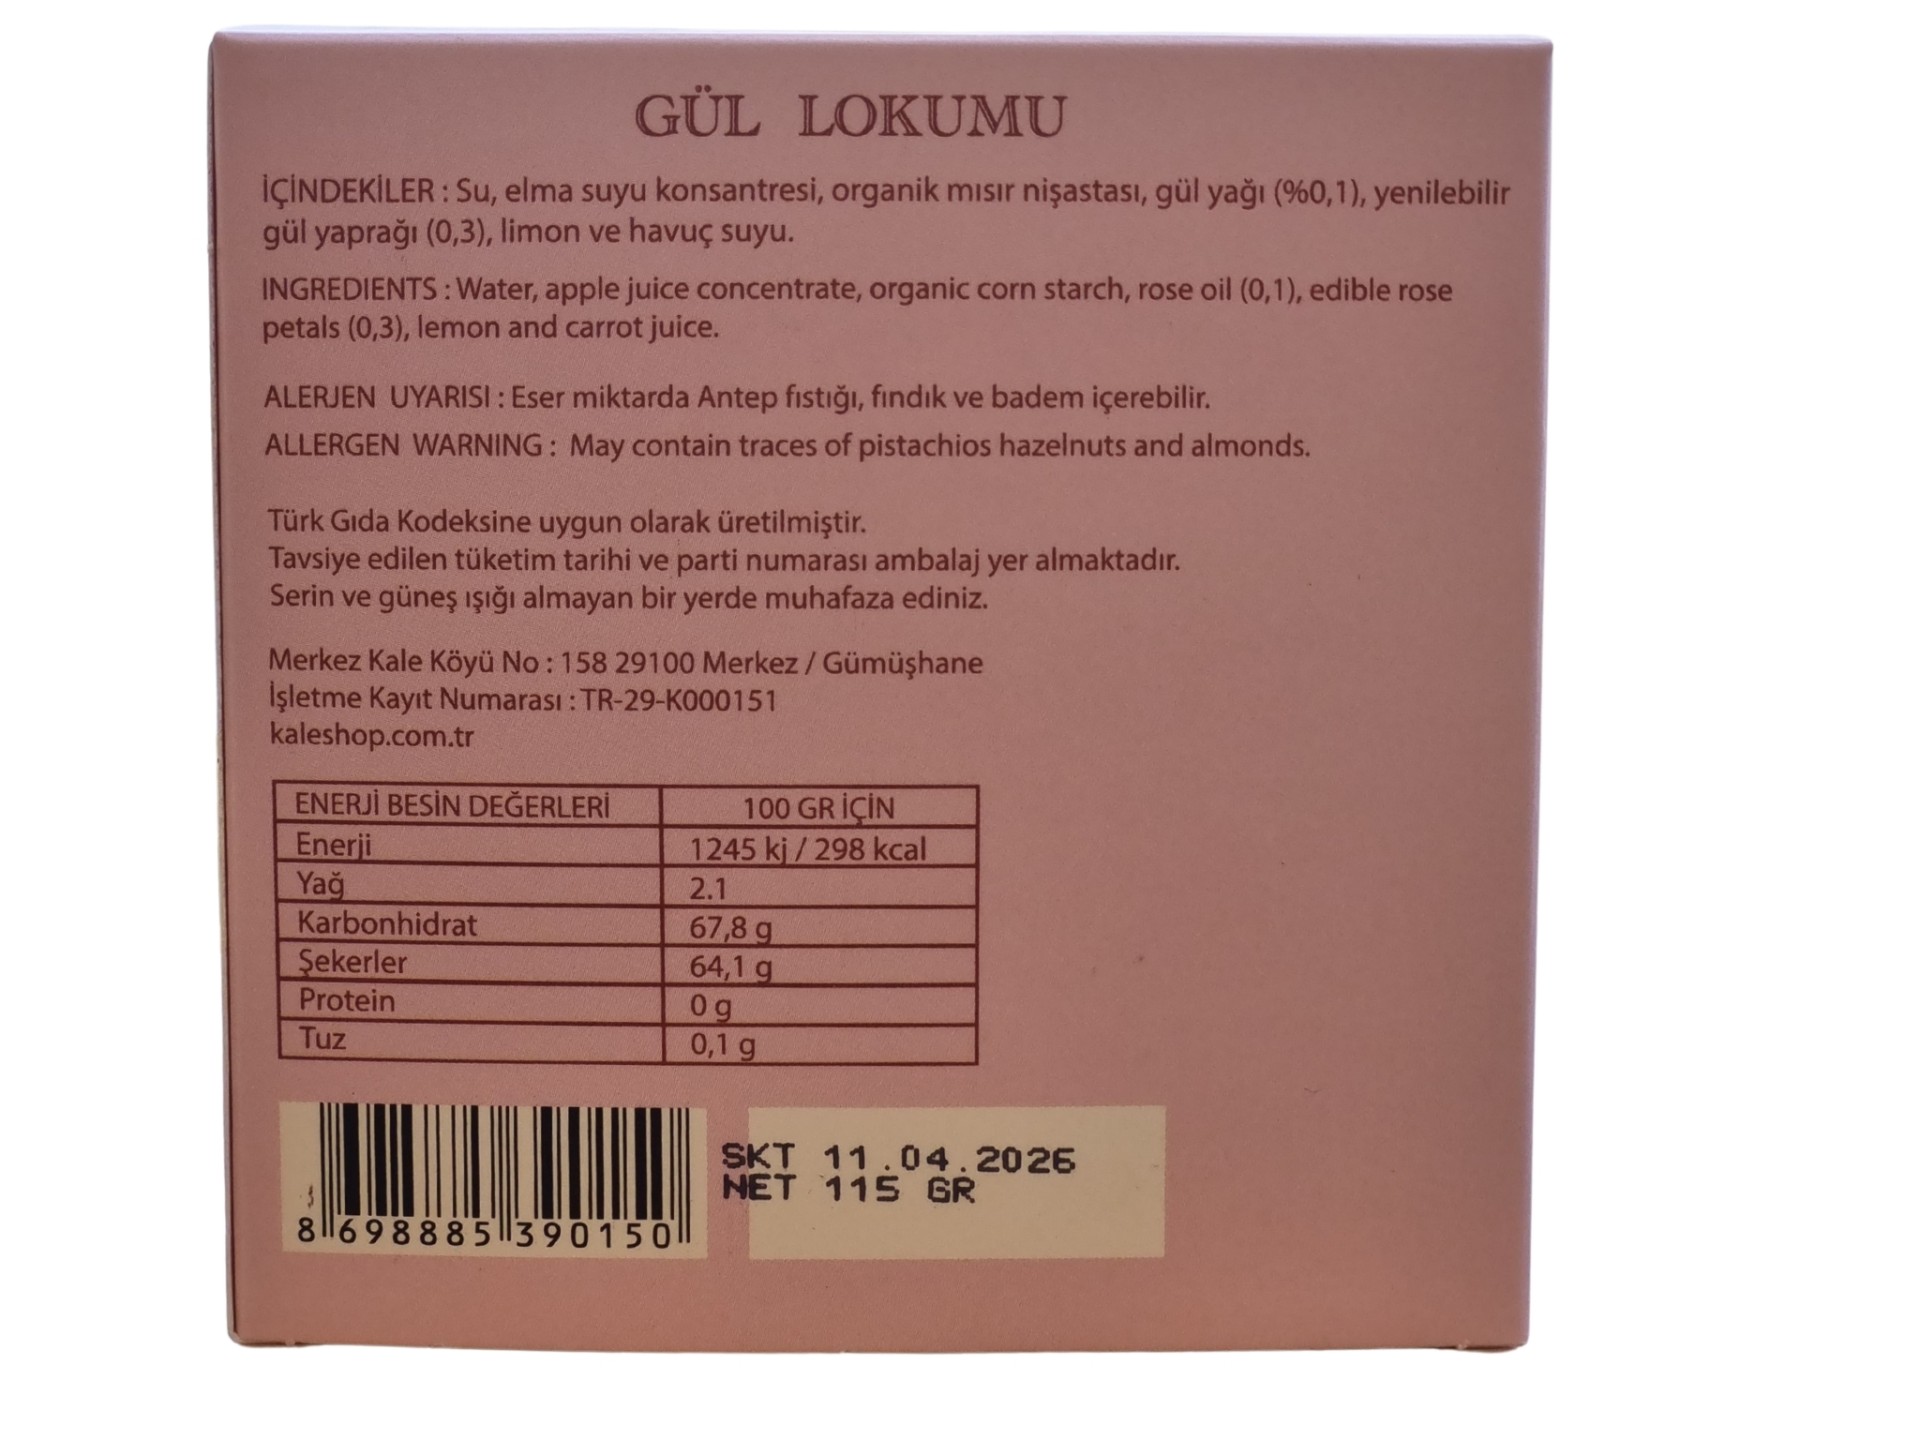 GÜL LOKUMU
İÇİNDEKİLER : Su, elma suyu konsantresi, organik mısır nişastası, gül yağı (%0,1), yenilebilir
gül yaprağı (0,3), limon ve havuç suyu.
INGREDIENTS : Water, apple juice concentrate, organic corn starch, rose oil (0,1), edible rose
petals (0,3), lemon and carrot juice.
ALERJEN UYARISI : Eser miktarda Antep fıstığı, fındık ve badem içerebilir.
ALLERGEN WARNING : May contain traces of pistachios hazelnuts and almonds.
Türk Gıda Kodeksine uygun olarak üretilmiştir.
Tavsiye edilen tüketim tarihi ve parti numarası ambalaj yer almaktadır.
Serin ve güneş ışığı almayan bir yerde muhafaza ediniz.
Merkez Kale Köyü No : 158 29100 Merkez / Gümüşhane
İşletme Kayıt Numarası : TR-29-K000151
kaleshop.com.tr
ENERJİ BESİN DEĞERLERİ 100 GR İÇİN
Enerji 1245 kj / 298 kcal
Yağ 2.1
Karbonhidrat 67,8 g
Şekerler 64,1 g
Protein 0 g
Tuz 0,1 g
SKT 11.04.2026
NET 115 GR
8 698885 390150